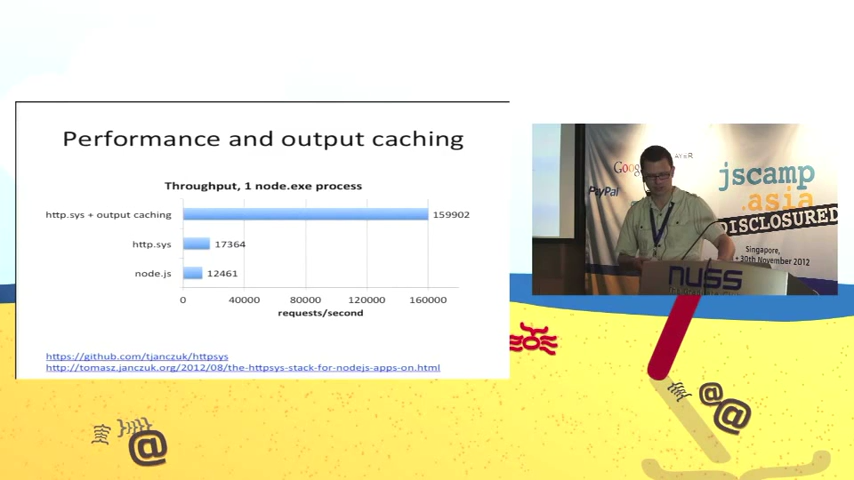 Performance and output caching
Throughput, 1 node.exe process
http.sys + output caching
159902
http.sys
17364
node.js
12461
0
40000
80000
120000
160000
requests/second
https://github.com/tjanczuk/httpsys
http://tomasz.janczuk.org/2012/08/the-httpsys-stack-for-nodejs-apps-on.html
Goog
PayPal
jscamp
.asia
DISCLOSURED
Singapore,
30th November 2012
nuss
@
@
@